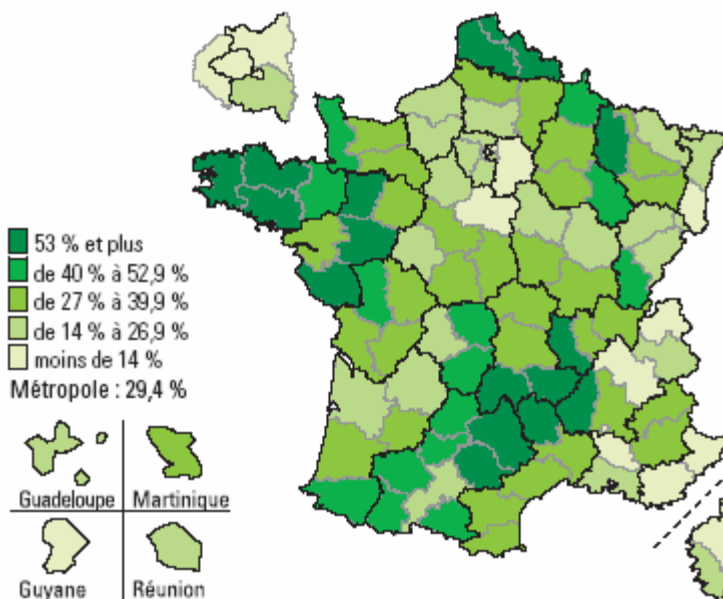 53 % et plus
de 40 % à 52,9 %
de 27 % à 39,9 %
de 14 % à 26,9 %
moins de 14 %
Métropole : 29,4 %
Guadeloupe
Martinique
Guyane
Réunion